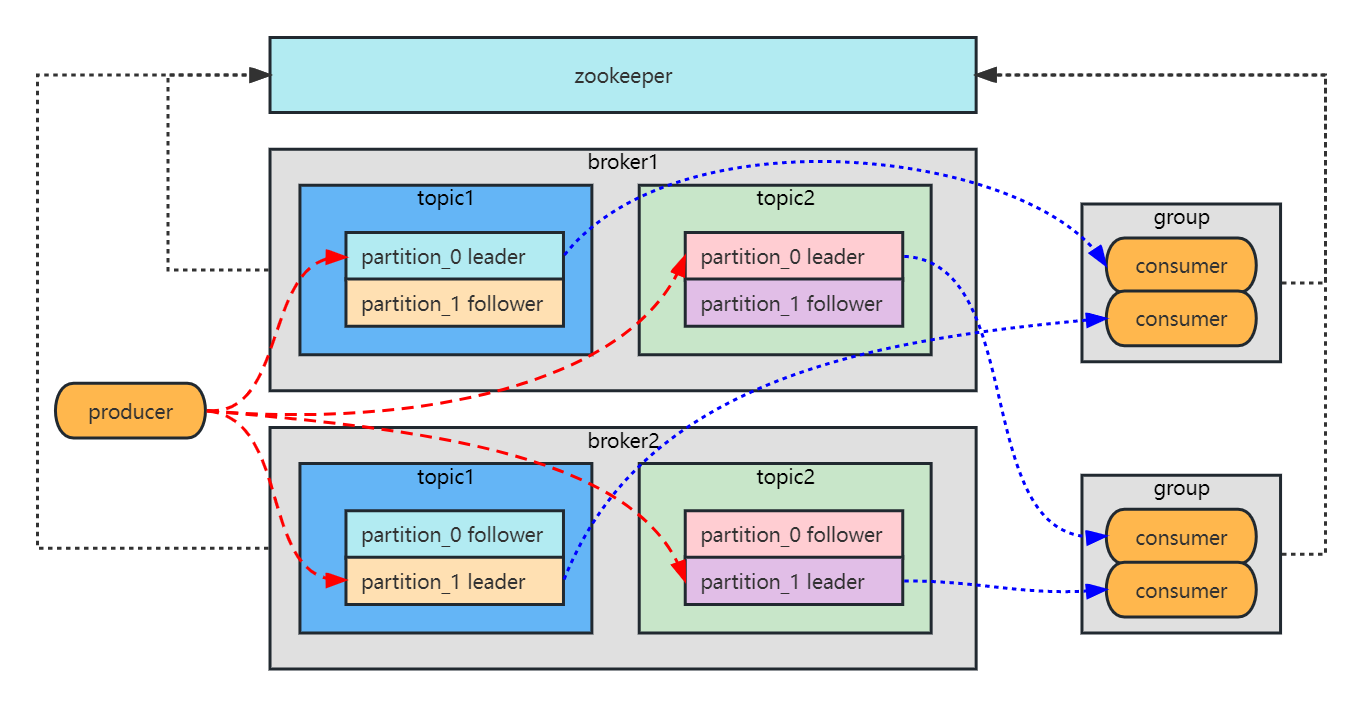 zookeeper
broker1
topic1
partition_0 leader
partition_1 follower
topic2
partition_0 leader
partition_1 follower
group
consumer
consumer
producer
broker2
topic1
partition_0 follower
partition_1 leader
topic2
partition_0 follower
partition_1 leader
group
consumer
consumer